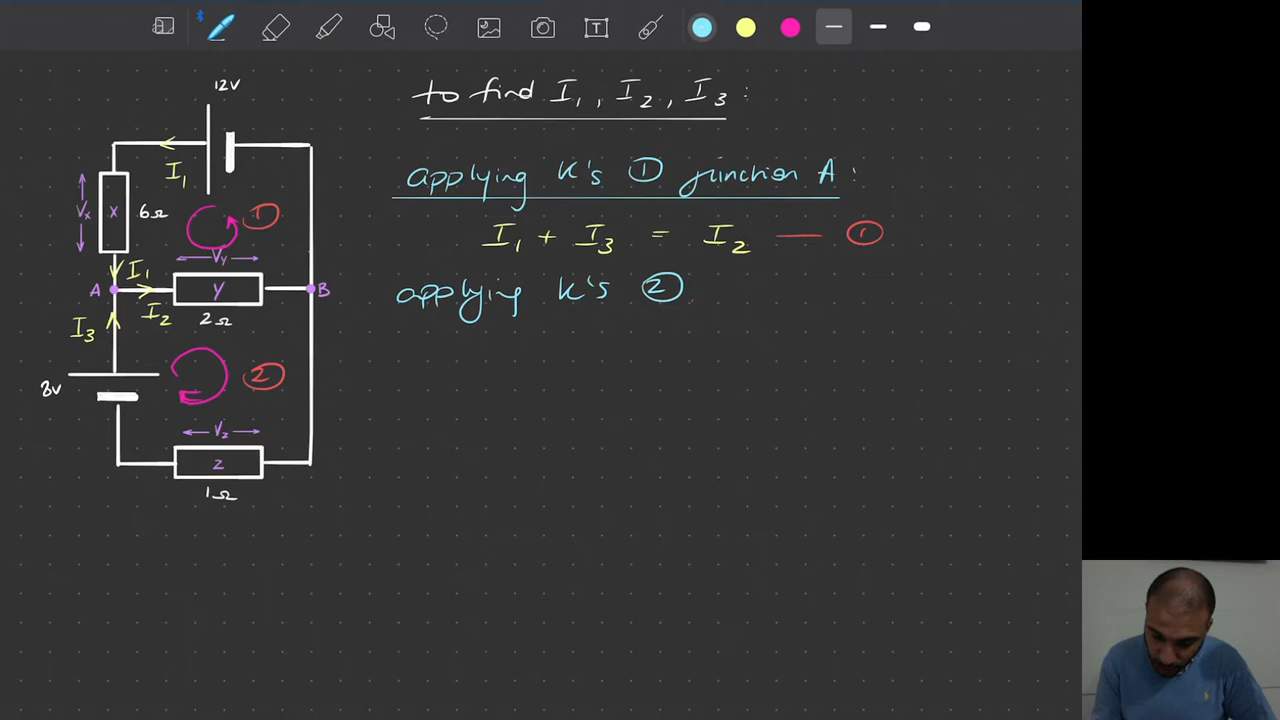 12V
to find I₁, I₂, I₃ :
applying K's ① junction A :
I₁ + I₃ = I₂ — ①
applying K's ②
I₁
Vx
X
6Ω
①
Vy
I₁
A
Y
B
I₂
I₃
2Ω
②
8V
Vz
Z
1Ω
T